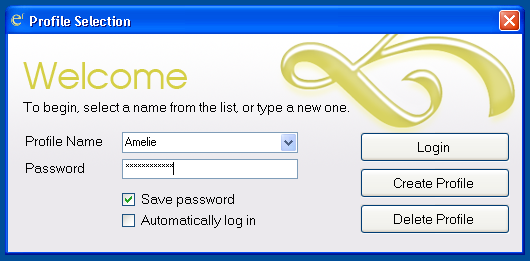 Profile Selection
Welcome
To begin, select a name from the list, or type a new one.
Profile Name Amelie
Login
Password ************
Create Profile
Save password
Delete Profile
Automatically log in